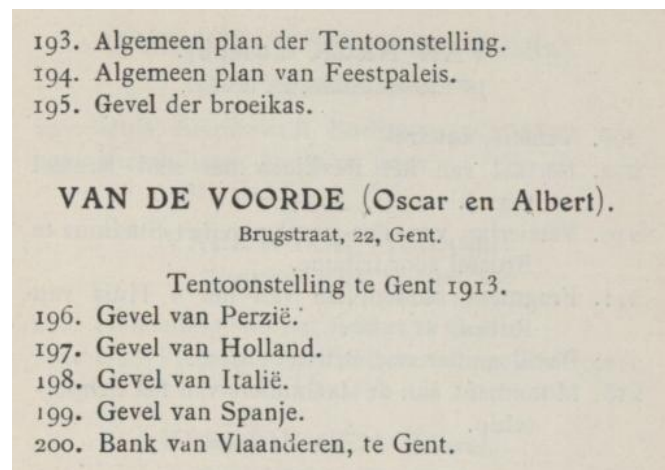 193. Algemeen plan der Tentoonstelling.
194. Algemeen plan van Feestpaleis.
195. Gevel der broeikas.
VAN DE VOORDE (Oscar en Albert).
Brugstraat, 22, Gent.
Tentoonstelling te Gent 1913.
196. Gevel van Perzië.
197. Gevel van Holland.
198. Gevel van Italië.
199. Gevel van Spanje.
200. Bank van Vlaanderen, te Gent.